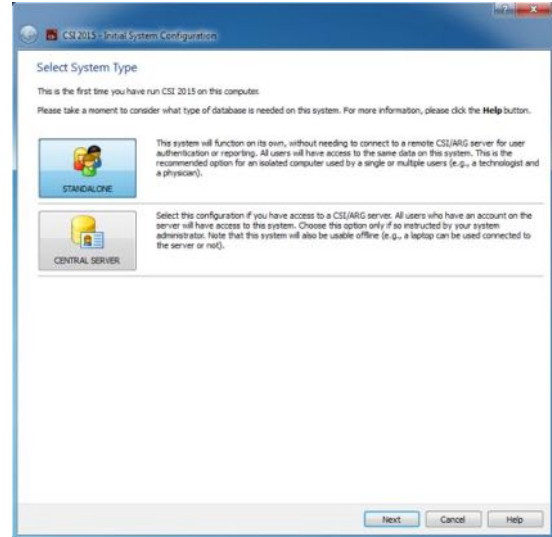 CSI 2015 - Initial System Configuration
Select System Type
This is the first time you have run CSI 2015 on this computer.
Please take a moment to consider what type of database is needed on this system. For more information, please click the Help button.
This system will function on its own, without needing to connect to a remote CSI/ARG server for user
authentication or reporting. All users will have access to the same data on this system. This is the
recommended option for an isolated computer used by a single or multiple users (e.g., a technologist and
a physician).
STANDALONE
Select this configuration if you have access to a CSI/ARG server. All users who have an account on the
server will have access to this system. Choose this option only if so instructed by your system
administrator. Note that this system will also be usable offline (e.g., a laptop can be used connected to
the server or not).
CENTRAL SERVER
Next
Cancel
Help